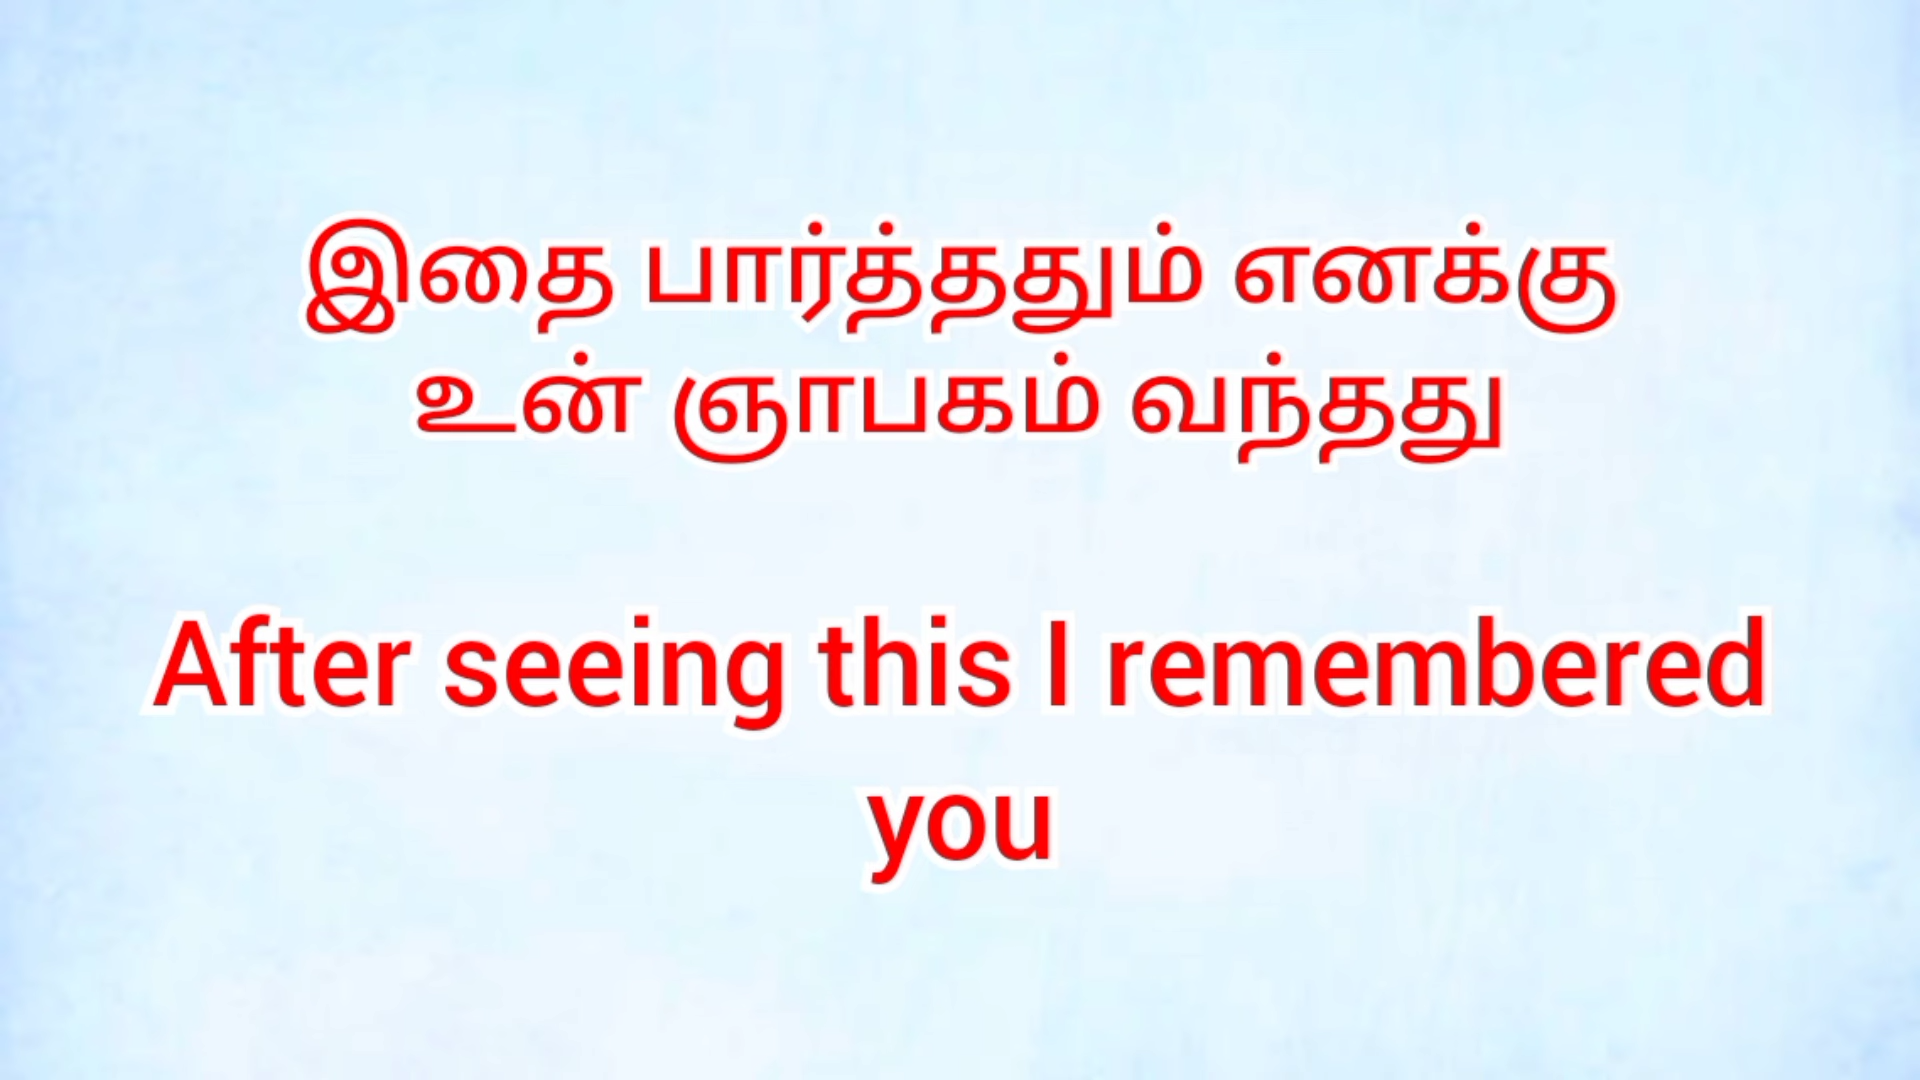 இதை பார்த்ததும் எனக்கு
உன் ஞாபகம் வந்தது
After seeing this I remembered
you